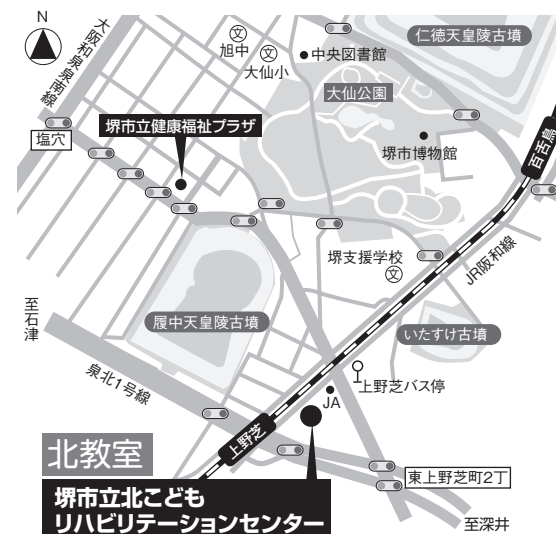 N
大阪和泉泉南線
文
旭中
文
大仙小
中央図書館
仁徳天皇陵古墳
大仙公園
塩穴
堺市立健康福祉プラザ
堺市博物館
百舌鳥
堺支援学校
文
JR阪和線
至石津
履中天皇陵古墳
いたすけ古墳
泉北1号線
上野芝バス停
JA
上野芝
北教室
東上野芝町2丁
堺市立北こども
リハビリテーションセンター
至深井